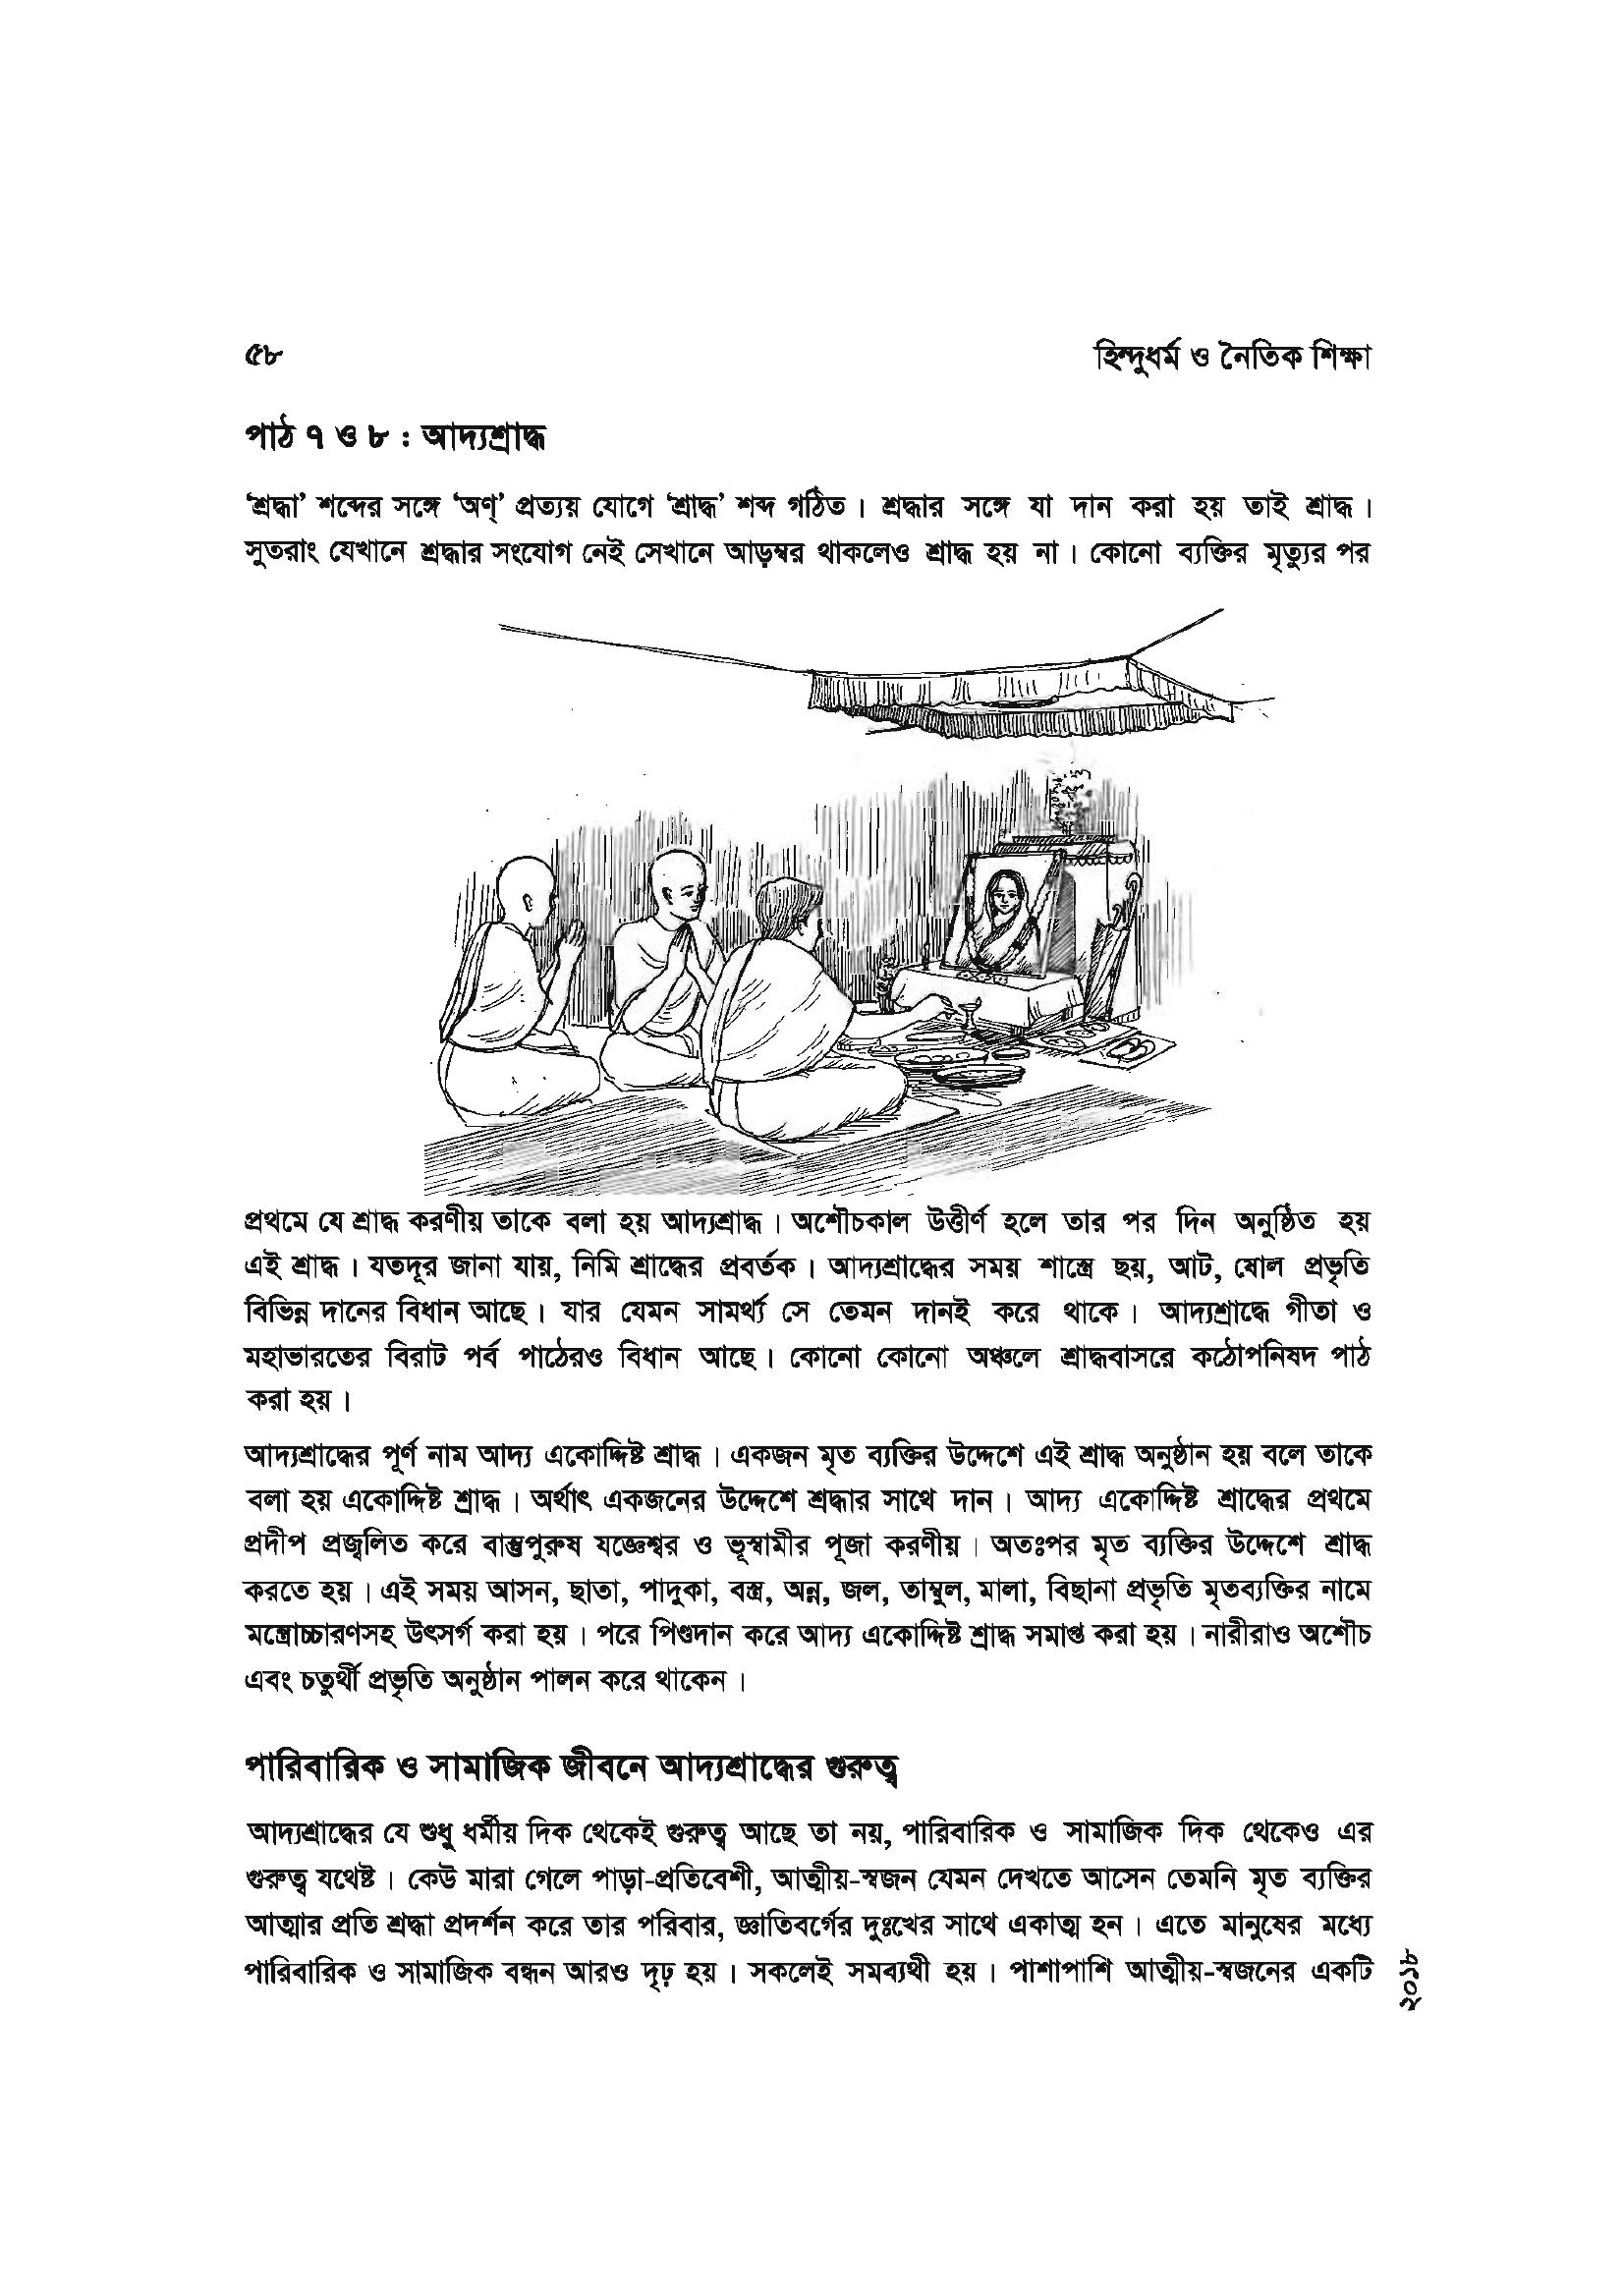 ৫৮
হিন্দুধর্ম ও নৈতিক শিক্ষা
পাঠ ৭ ও ৮ : আদ্যশ্রাদ্ধ
‘শ্রদ্ধা’ শব্দের সঙ্গে ‘অণ্’ প্রত্যয় যোগে ‘শ্রাদ্ধ’ শব্দ গঠিত। শ্রদ্ধার সঙ্গে যা দান করা হয় তাই শ্রাদ্ধ।
সুতরাং যেখানে শ্রদ্ধার সংযোগ নেই সেখানে আড়ম্বর থাকলেও শ্রাদ্ধ হয় না। কোনো ব্যক্তির মৃত্যুর পর
প্রথমে যে শ্রাদ্ধ করণীয় তাকে বলা হয় আদ্যশ্রাদ্ধ। অশৌচকাল উত্তীর্ণ হলে তার পর দিন অনুষ্ঠিত হয়
এই শ্রাদ্ধ। যতদূর জানা যায়, নিমি শ্রাদ্ধের প্রবর্তক। আদ্যশ্রাদ্ধের সময় শাস্ত্রে ছয়, আট, ষোল প্রভৃতি
বিভিন্ন দানের বিধান আছে। যার যেমন সামর্থ্য সে তেমন দানই করে থাকে। আদ্যশ্রাদ্ধে গীতা ও
মহাভারতের বিরাট পর্ব পাঠেরও বিধান আছে। কোনো কোনো অঞ্চলে শ্রাদ্ধবাসরে কঠোপনিষদ পাঠ
করা হয়।
আদ্যশ্রাদ্ধের পূর্ণ নাম আদ্য একোদ্দিষ্ট শ্রাদ্ধ। একজন মৃত ব্যক্তির উদ্দেশে এই শ্রাদ্ধ অনুষ্ঠান হয় বলে তাকে
বলা হয় একোদ্দিষ্ট শ্রাদ্ধ। অর্থাৎ একজনের উদ্দেশে শ্রদ্ধার সাথে দান। আদ্য একোদ্দিষ্ট শ্রাদ্ধের প্রথমে
প্রদীপ প্রজ্বলিত করে বাস্তুপুরুষ যজ্ঞেশ্বর ও ভূস্বামীর পূজা করণীয়। অতঃপর মৃত ব্যক্তির উদ্দেশে শ্রাদ্ধ
করতে হয়। এই সময় আসন, ছাতা, পাদুকা, বস্ত্র, অন্ন, জল, তাম্বুল, মালা, বিছানা প্রভৃতি মৃতব্যক্তির নামে
মন্ত্রোচ্চারণসহ উৎসর্গ করা হয়। পরে পিণ্ডদান করে আদ্য একোদ্দিষ্ট শ্রাদ্ধ সমাপ্ত করা হয়। নারীরাও অশৌচ
এবং চতুর্থী প্রভৃতি অনুষ্ঠান পালন করে থাকেন।
পারিবারিক ও সামাজিক জীবনে আদ্যশ্রাদ্ধের গুরুত্ব
আদ্যশ্রাদ্ধের যে শুধু ধর্মীয় দিক থেকেই গুরুত্ব আছে তা নয়, পারিবারিক ও সামাজিক দিক থেকেও এর
গুরুত্ব যথেষ্ট। কেউ মারা গেলে পাড়া-প্রতিবেশী, আত্মীয়-স্বজন যেমন দেখতে আসেন তেমনি মৃত ব্যক্তির
আত্মার প্রতি শ্রদ্ধা প্রদর্শন করে তার পরিবার, জ্ঞাতিবর্গের দুঃখের সাথে একাত্ম হন। এতে মানুষের মধ্যে
পারিবারিক ও সামাজিক বন্ধন আরও দৃঢ় হয়। সকলেই সমব্যথী হয়। পাশাপাশি আত্মীয়-স্বজনের একটি
২০১৮